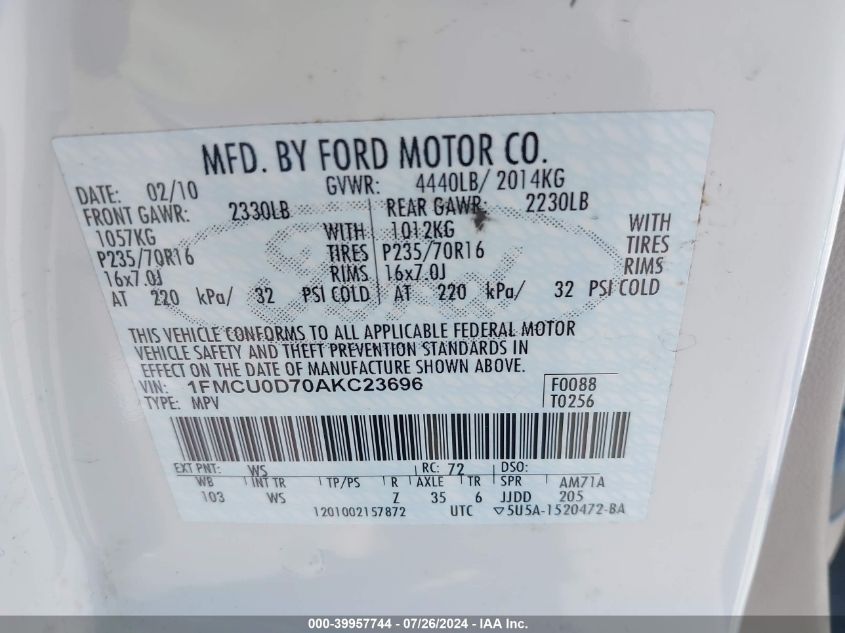 MFD. BY FORD MOTOR CO.
DATE: 02/10 GVWR: 4440LB/ 2014KG
FRONT GAWR: 2330LB REAR GAWR: 2230LB
1057KG WITH 1012KG WITH
P235/70R16 TIRES P235/70R16 TIRES
16x7.0J RIMS 16x7.0J RIMS
AT 220 kPa/ 32 PSI COLD AT 220 kPa/ 32 PSI COLD
THIS VEHICLE CONFORMS TO ALL APPLICABLE FEDERAL MOTOR
VEHICLE SAFETY AND THEFT PREVENTION STANDARDS IN
EFFECT ON THE DATE OF MANUFACTURE SHOWN ABOVE.
VIN: 1FMCU0D70AKC23696 F0088
TYPE: MPV T0256
EXT PNT: WS RC: 72 DSO:
WB INT TR TP/PS R AXLE TR SPR AM71A
103 WS Z 35 6 JJDD 205
1201002157872 UTC ▽5U5A-1520472-BA
000-39957744 / 07/26/2024 / IAA Inc.